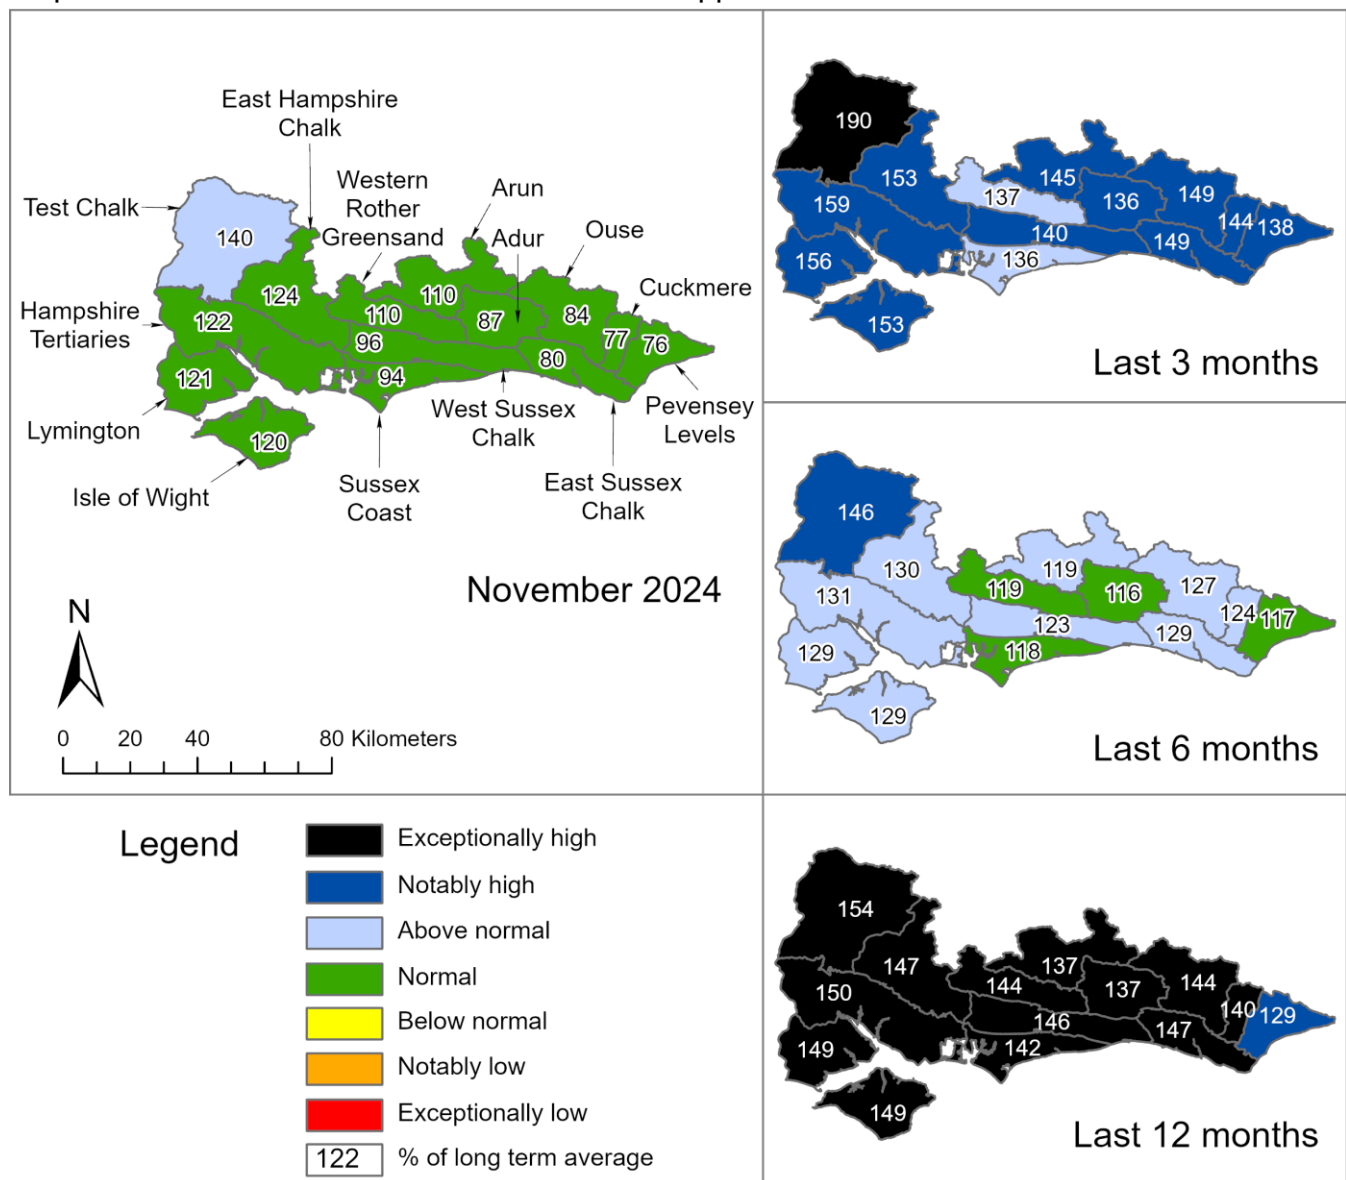 East Hampshire
Chalk
Western
Rother
Greensand
Arun
Adur
Ouse
Test Chalk
Cuckmere
Hampshire
Tertiaries
140
124
110
110
87
84
77
76
122
96
80
94
121
120
Lymington
Isle of Wight
Sussex
Coast
West Sussex
Chalk
East Sussex
Chalk
Pevensey
Levels
November 2024
N
0 20 40 80 Kilometers
190
153
137
145
136
149
144
138
159
140
149
156
136
153
Last 3 months
146
130
119
119
116
127
124
117
131
123
129
129
118
129
Last 6 months
Legend
Exceptionally high
Notably high
Above normal
Normal
Below normal
Notably low
Exceptionally low
122 % of long term average
154
147
144
137
137
144
140
129
150
146
147
149
142
149
Last 12 months